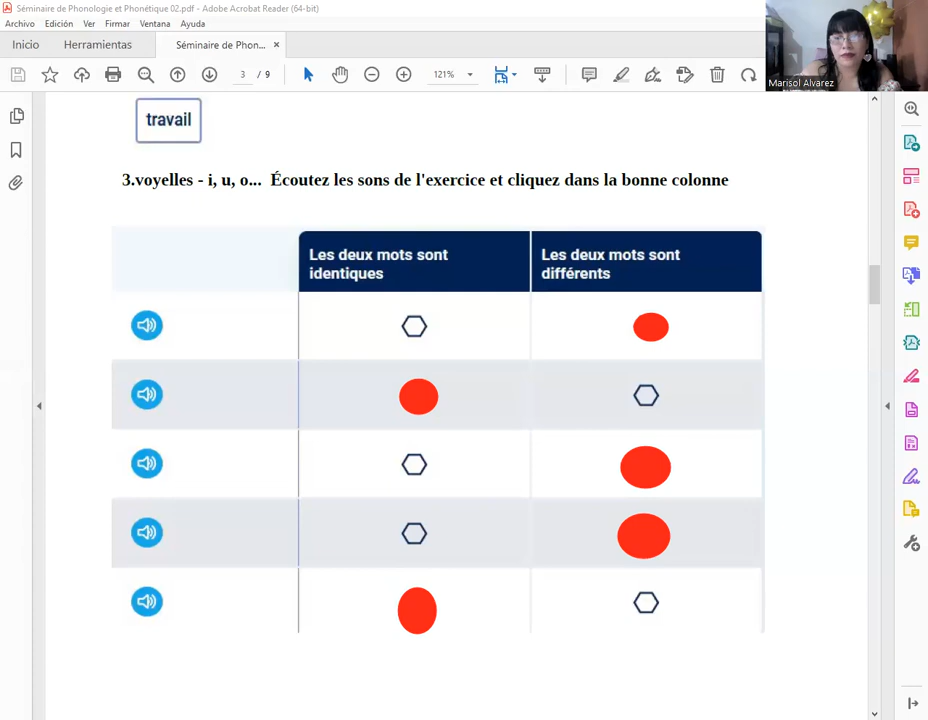 Séminaire de Phonologie et Phonétique 02.pdf - Adobe Acrobat Reader (64-bit)
Archivo Edición Ver Firmar Ventana Ayuda
Inicio Herramientas Séminaire de Phon... ×
3 / 9 121%
Marisol Alvarez
travail
3.voyelles - i, u, o... Écoutez les sons de l'exercice et cliquez dans la bonne colonne
Les deux mots sont identiques
Les deux mots sont différents